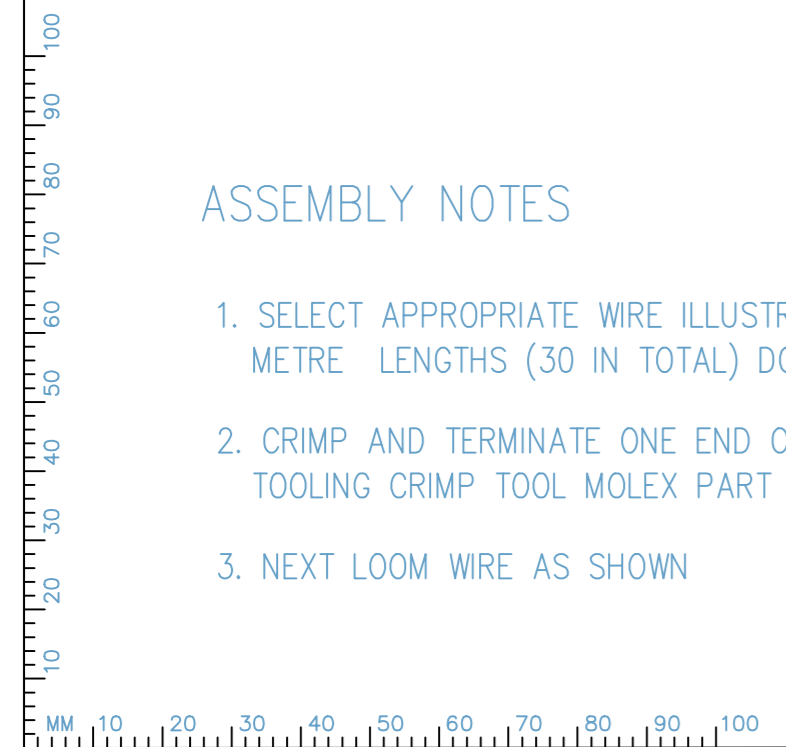 100
90
80
70
60
50
40
30
20
10
ASSEMBLY NOTES
1. SELECT APPROPRIATE WIRE
METRE LENGTHS (30 IN TOTAL)
2. CRIMP AND TERMINATE ONE END
TOOLING CRIMP TOOL MOLEX PART
3. NEXT LOOM WIRE AS SHOWN
MM 10 20 30 40 50 60 70 80 90 100